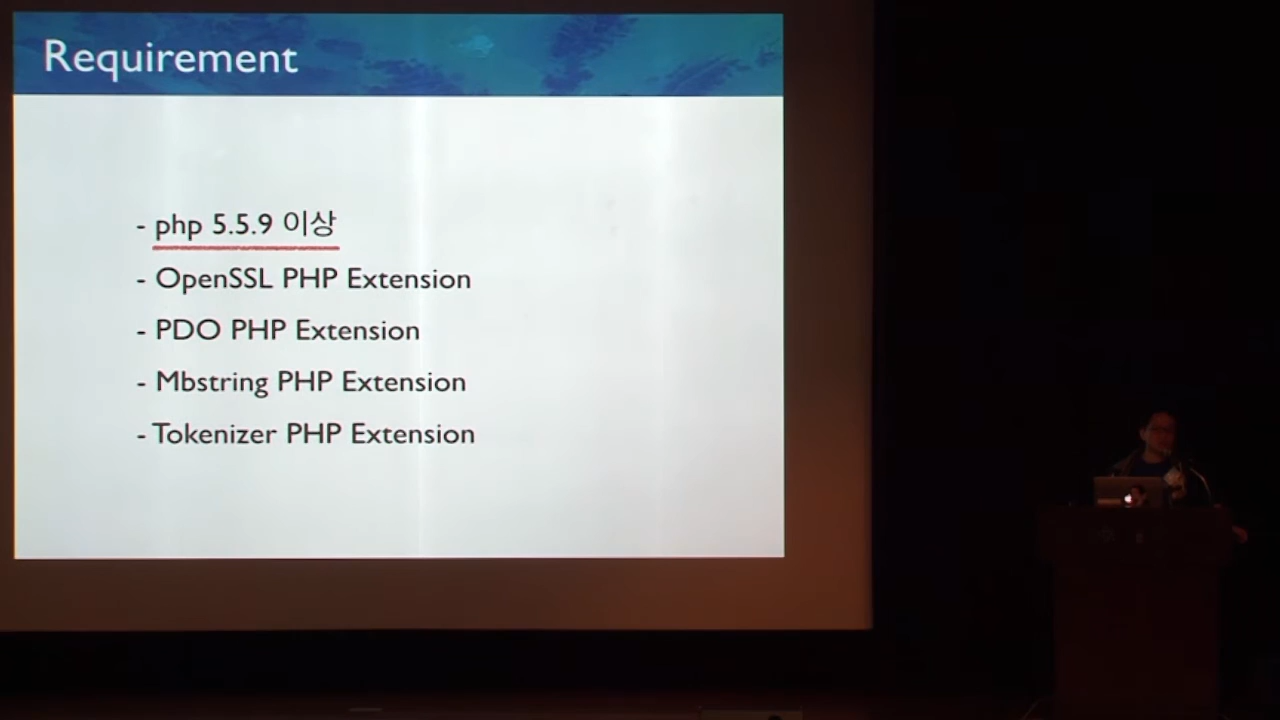 Requirement
- php 5.5.9 이상
- OpenSSL PHP Extension
- PDO PHP Extension
- Mbstring PHP Extension
- Tokenizer PHP Extension